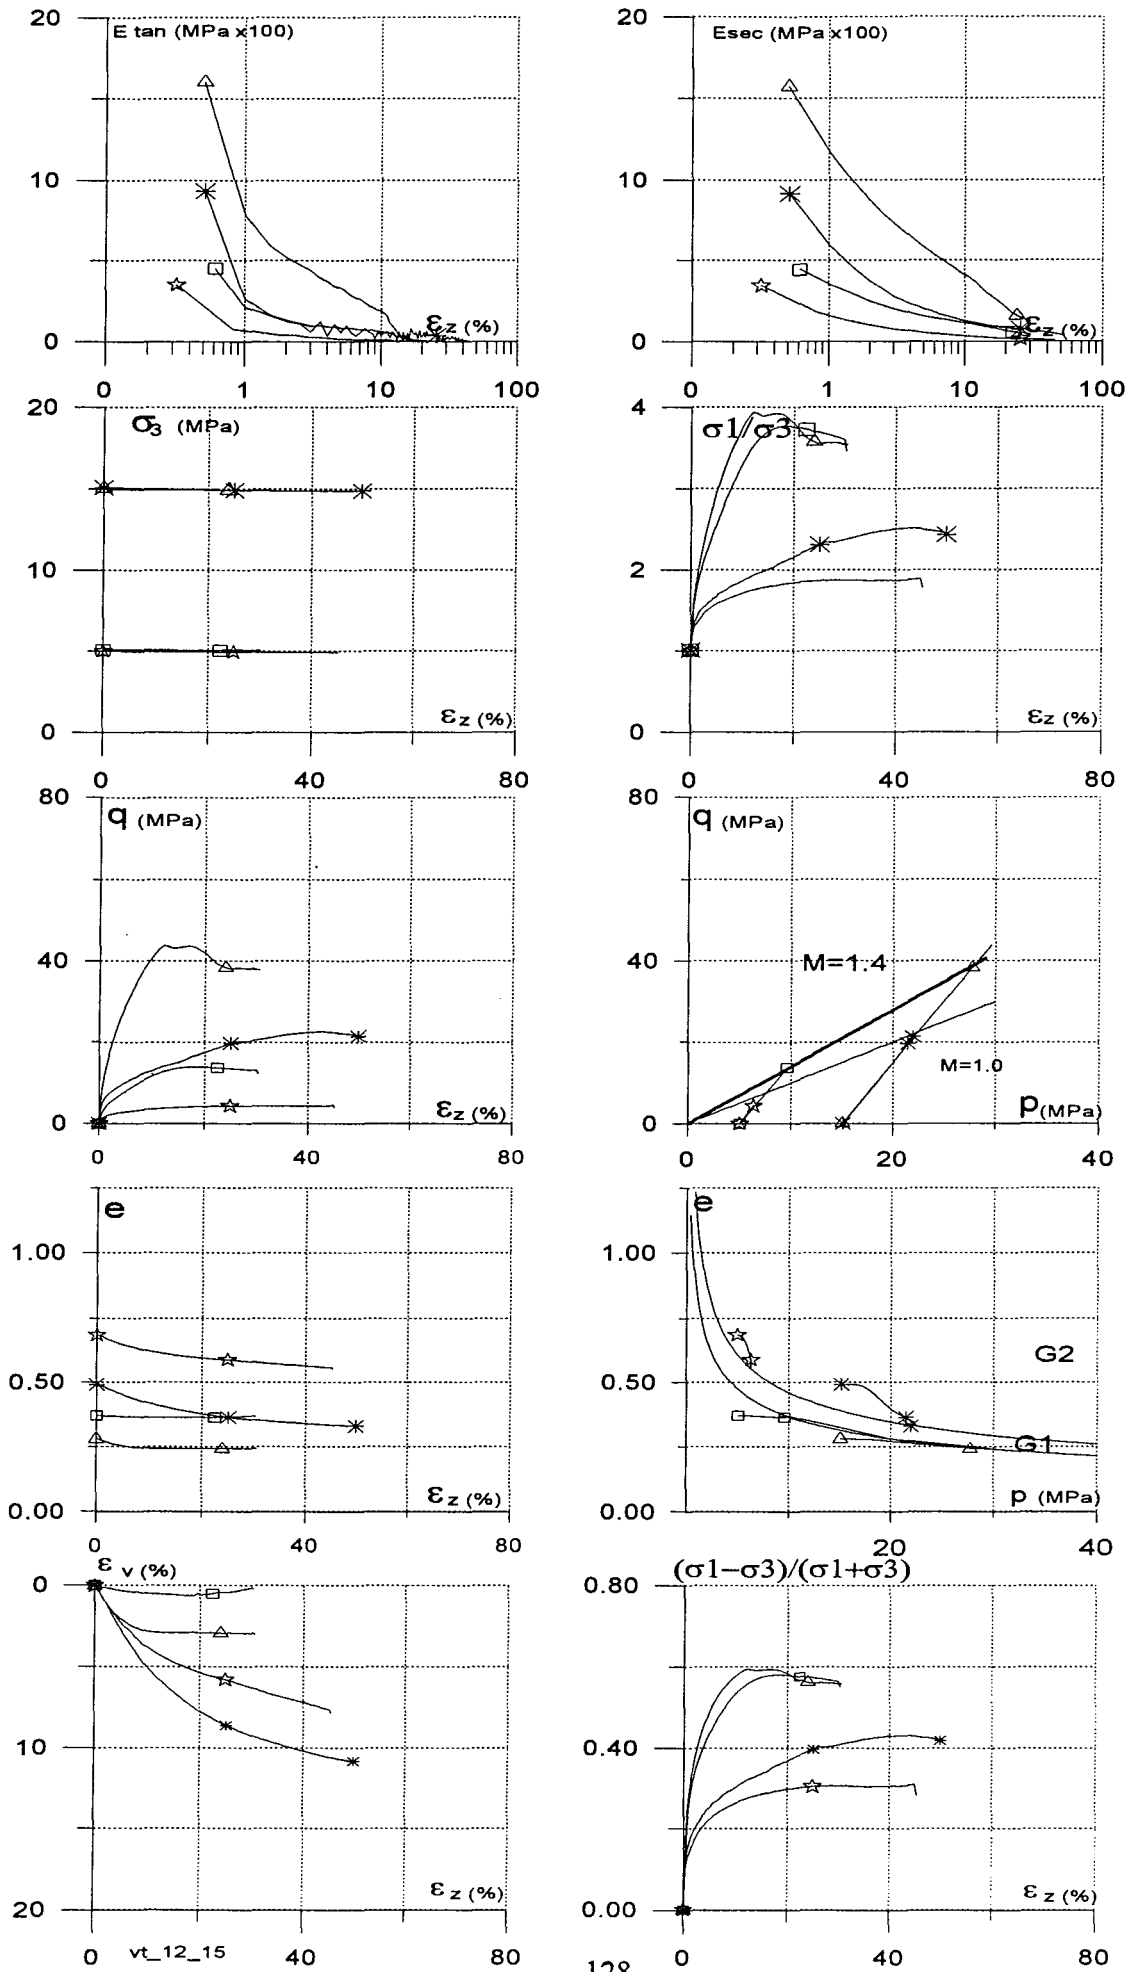 20 20
E tan (MPa x100) Esec (MPa x100)
10 10
εz (%) εz (%)
0 0
0 1 10 100 0 1 10 100
20 4
σ3 (MPa) σ1/σ3
10 2
εz (%) εz (%)
0 0
0 40 80 0 40 80
80 80
q (MPa) q (MPa)
40 40
M=1.4
M=1.0
εz (%) p(MPa)
0 0
0 40 80 0 20 40
e e
1.00 1.00
G2
0.50 0.50
G1
εz (%) p (MPa)
0.00 0.00
0 40 80 20 40
ε v (%) (σ1−σ3)/(σ1+σ3)
0 0.80
10 0.40
ε z (%) ε z (%)
20 0.00
0 vt_12_15 40 80 0 40 80
128